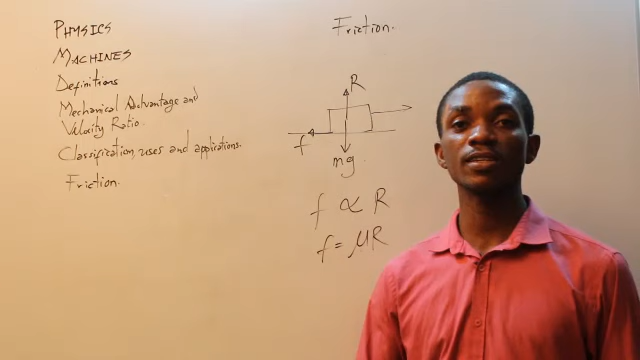 PHYSICS
MACHINES
Definitions
Mechanical Advantage and
Velocity Ratio.
Classification, uses and applications.
Friction.
Friction.
R
f
mg
f ∝ R
f = μR